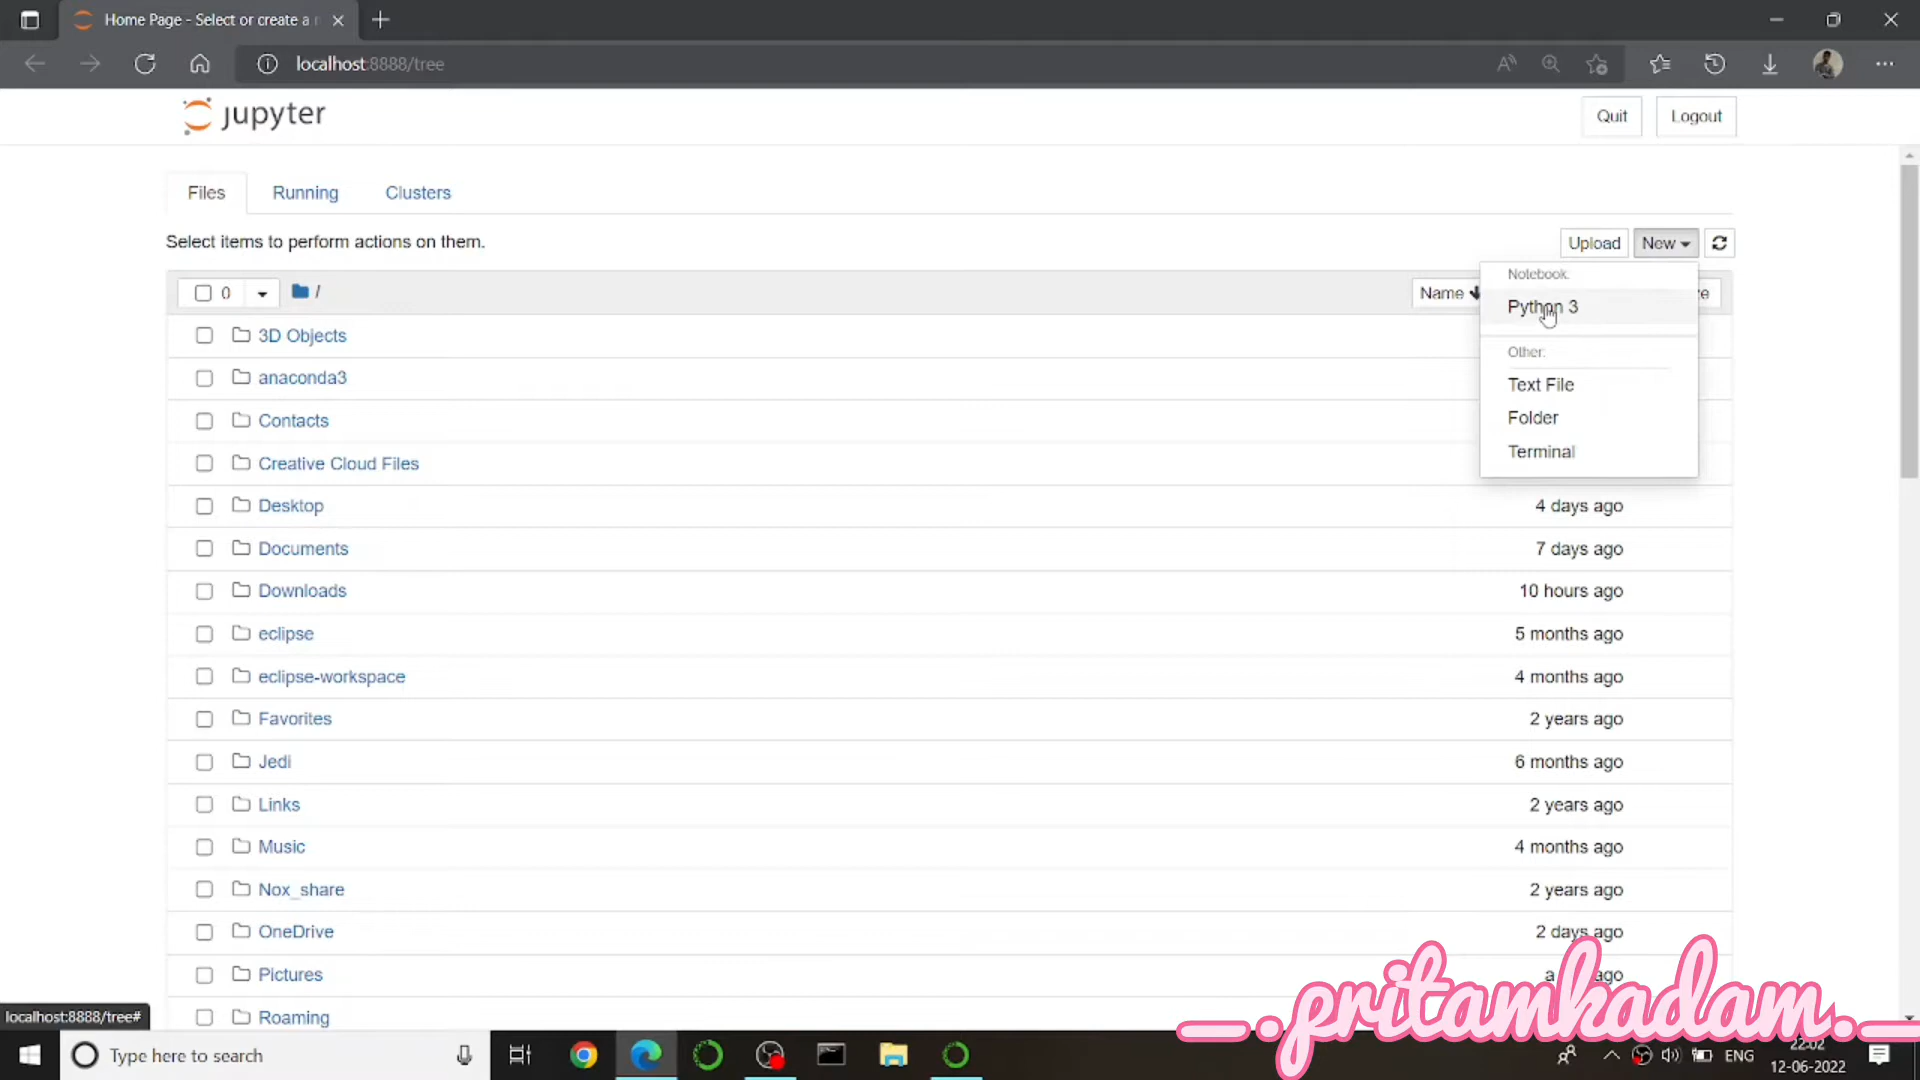 Home Page - Select or create a
localhost:8888/tree
jupyter
Quit
Logout
Files
Running
Clusters
Select items to perform actions on them.
Upload
New
0
/
Name
Notebook:
Python 3
Other:
Text File
Folder
Terminal
3D Objects
anaconda3
Contacts
Creative Cloud Files
Desktop 4 days ago
Documents 7 days ago
Downloads 10 hours ago
eclipse 5 months ago
eclipse-workspace 4 months ago
Favorites 2 years ago
Jedi 6 months ago
Links 2 years ago
Music 4 months ago
Nox_share 2 years ago
OneDrive 2 days ago
Pictures a ago
Roaming
localhost:8888/tree#
_.pritamkadam._
Type here to search
ENG
22:02
12-06-2022